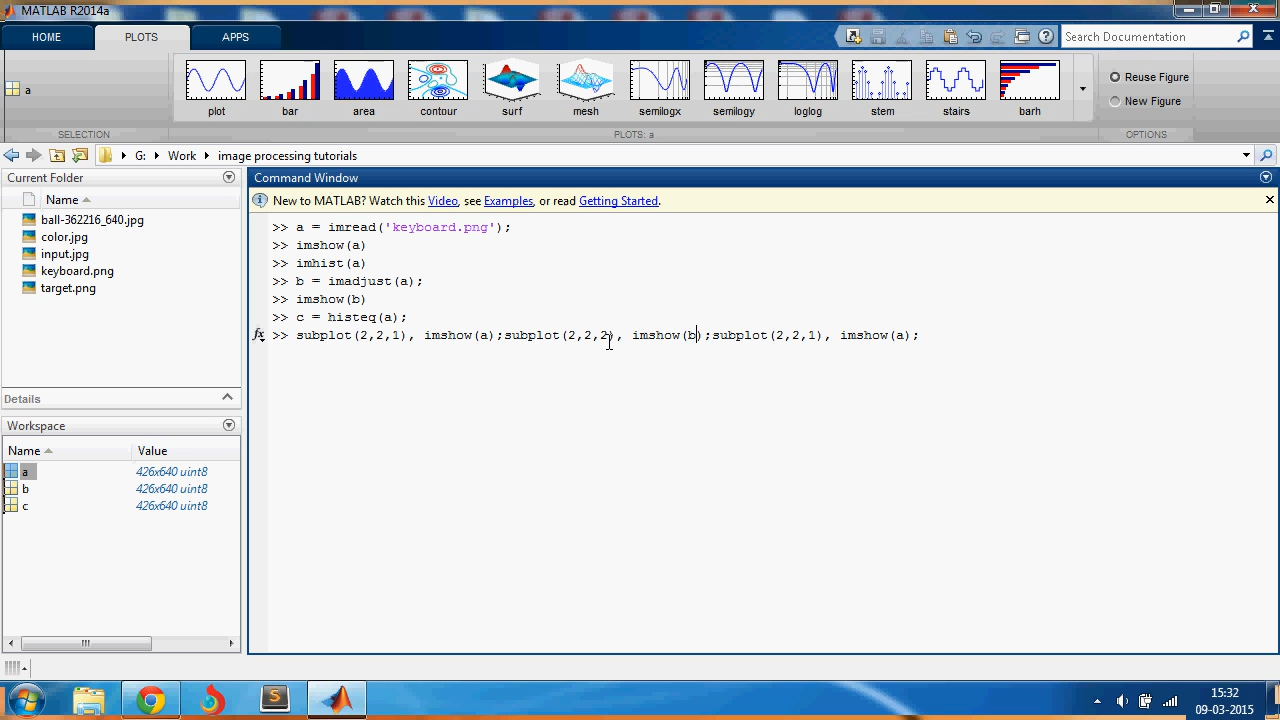 MATLAB R2014a
HOME PLOTS APPS
Search Documentation
a
plot bar area contour surf mesh semilogx semilogy loglog stem stairs barh
Reuse Figure
New Figure
SELECTION PLOTS: a OPTIONS
G: Work image processing tutorials
Current Folder
Name
ball-362216_640.jpg
color.jpg
input.jpg
keyboard.png
target.png
Details
Workspace
Name Value
a 426x640 uint8
b 426x640 uint8
c 426x640 uint8
Command Window
New to MATLAB? Watch this Video, see Examples, or read Getting Started.
>> a = imread('keyboard.png');
>> imshow(a)
>> imhist(a)
>> b = imadjust(a);
>> imshow(b)
>> c = histeq(a);
fx >> subplot(2,2,1), imshow(a);subplot(2,2,2), imshow(b);subplot(2,2,1), imshow(a);
15:32
09-03-2015